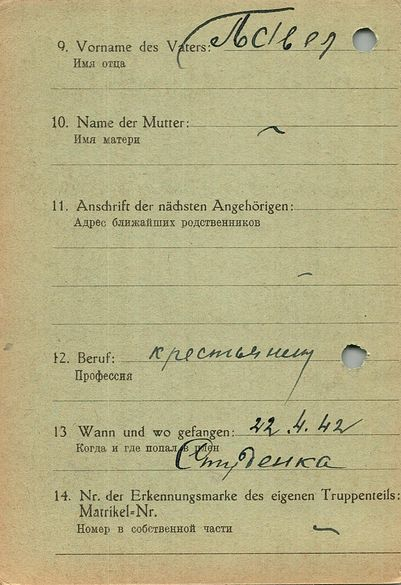 9. Vorname des Vaters: Павел
Имя отца
10. Name der Mutter: ~
Имя матери
11. Anschrift der nächsten Angehörigen:
Адрес ближайших родственников
–
12. Beruf: крестьянин
Профессия
13 Wann und wo gefangen: 22.4.42
Когда и где попал в плен Студенка
14. Nr. der Erkennungsmarke des eigenen Truppenteils:
Matrikel-Nr.
Номер в собственной части ~